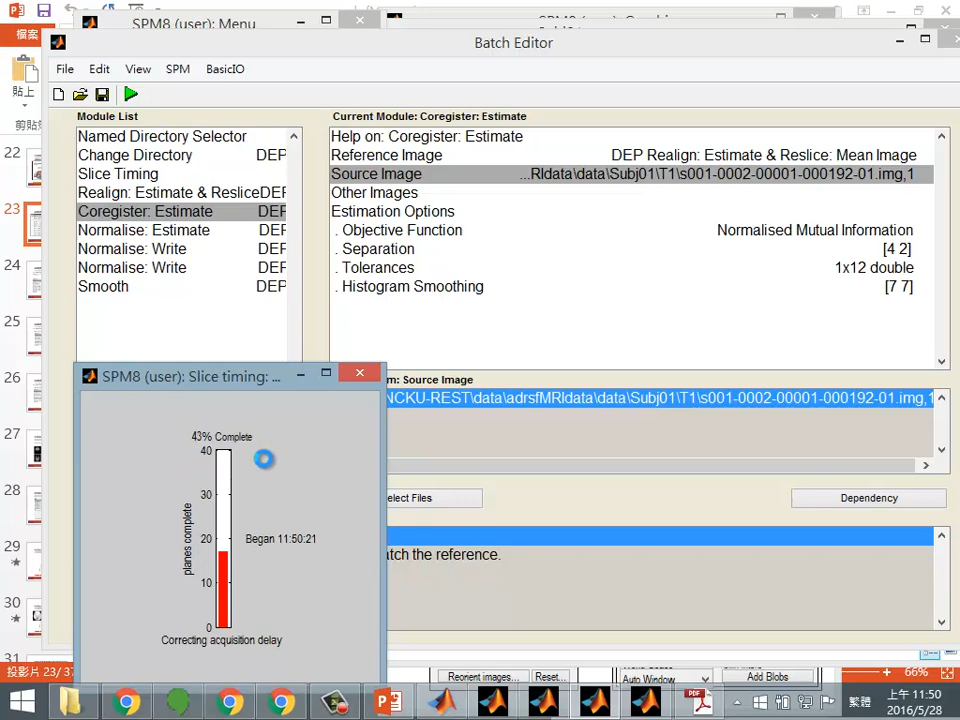 SPM8 (user): Menu
Batch Editor
檔案
File Edit View SPM BasicIO
貼上
剪貼
Module List
Named Directory Selector
Change Directory DEP
Slice Timing
Realign: Estimate & Reslice DEP
Coregister: Estimate DEP
Normalise: Estimate DEP
Normalise: Write DEP
Normalise: Write DEP
Smooth DEP
Current Module: Coregister: Estimate
Help on: Coregister: Estimate
Reference Image DEP Realign: Estimate & Reslice: Mean Image
Source Image ...RIdata\data\Subj01\T1\s001-0002-00001-000192-01.img,1
Other Images
Estimation Options
. Objective Function Normalised Mutual Information
. Separation [4 2]
. Tolerances 1x12 double
. Histogram Smoothing [7 7]
22
23
24
25
26
27
28
29
30
31
SPM8 (user): Slice timing: ...
43% Complete
40
30
20
10
0
planes complete
Began 11:50:21
Correcting acquisition delay
m: Source Image
NCKU-REST\data\adrsfMRIdata\data\Subj01\T1\s001-0002-00001-000192-01.img,1
elect Files
Dependency
atch the reference.
投影片 23/37
66%
Reorient images... Reset...
Auto Window
Add Blobs
繁體
上午 11:50
2016/5/28